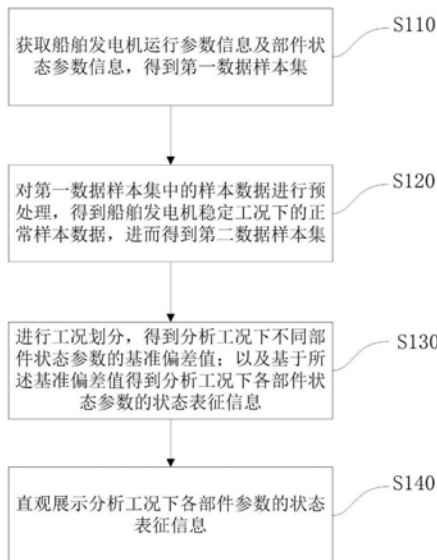 获取船舶发电机运行参数信息及部件状
态参数信息，得到第一数据样本集
S110
对第一数据样本集中的样本数据进行预
处理，得到船舶发电机稳定工况下的正
常样本数据，进而得到第二数据样本集
S120
进行工况划分，得到分析工况下不同部
件状态参数的基准偏差值；以及基于所
述基准偏差值得到分析工况下各部件状
态参数的状态表征信息
S130
直观展示分析工况下各部件参数的状态
表征信息
S140